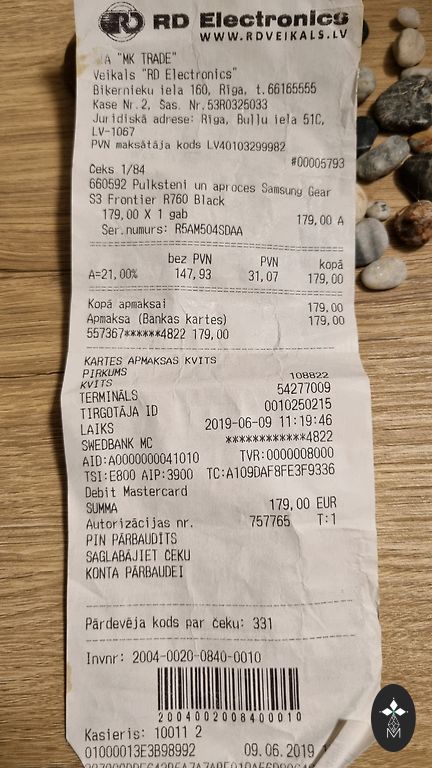 RD Electronics
WWW.RDVEIKALS.LV
"MK TRADE"
Veikals "RD Electronics"
Biķernieku iela 160, Rīga, t.66165555
Kase Nr.2, Sas. Nr.53R0325033
Juridiskā adrese: Rīga, Buļļu iela 51C,
LV-1067
PVN maksātāja kods LV40103299982
#00005793
Čeks 1/84
660592 Pulksteņi un aproces Samsung Gear
S3 Frontier R760 Black
179,00 X 1 gab 179,00 A
Ser.numurs: R5AM504SDAA
bez PVN PVN kopā
A=21,00% 147,93 31,07 179,00
Kopā apmaksai 179,00
Apmaksa (Bankas kartes) 179,00
557367******4822 179,00
KARTES APMAKSAS KVĪTS
PIRKUMS
KVĪTS 108822
TERMINĀLS 54277009
TIRGOTĀJA ID 0010250215
LAIKS 2019-06-09 11:19:46
SWEDBANK MC ************4822
AID:A0000000041010 TVR:0000008000
TSI:E800 AIP:3900 TC:A109DAF8FE3F9336
Debit Mastercard
SUMMA 179,00 EUR
Autorizācijas nr. 757765 T:1
PIN PĀRBAUDĪTS
SAGLABĀJIET ČEKU
KONTA PĀRBAUDEI
Pārdevēja kods par čeku: 331
Invnr: 2004-0020-0840-0010
2004002008400010
Kasieris: 10011 2
01000013E3B98992 09.06.2019